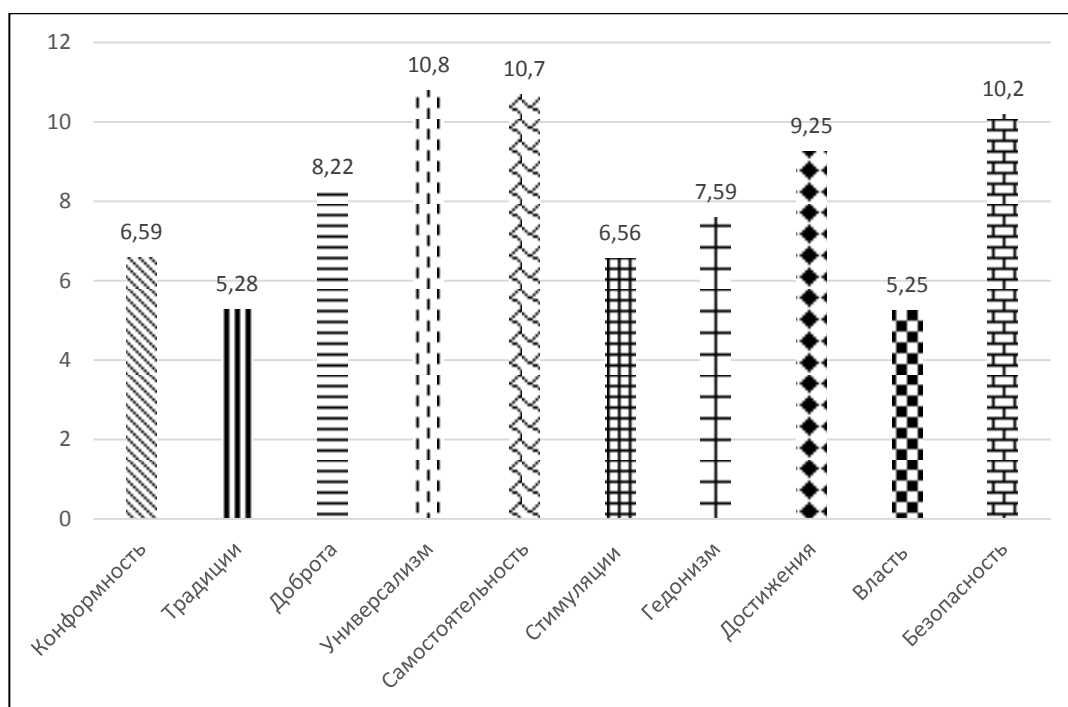 12
10
8
6
4
2
0
6,59
5,28
8,22
10,8
10,7
6,56
7,59
9,25
5,25
10,2
Конформность
Традиции
Доброта
Универсализм
Самостоятельность
Стимуляции
Гедонизм
Достижения
Власть
Безопасность